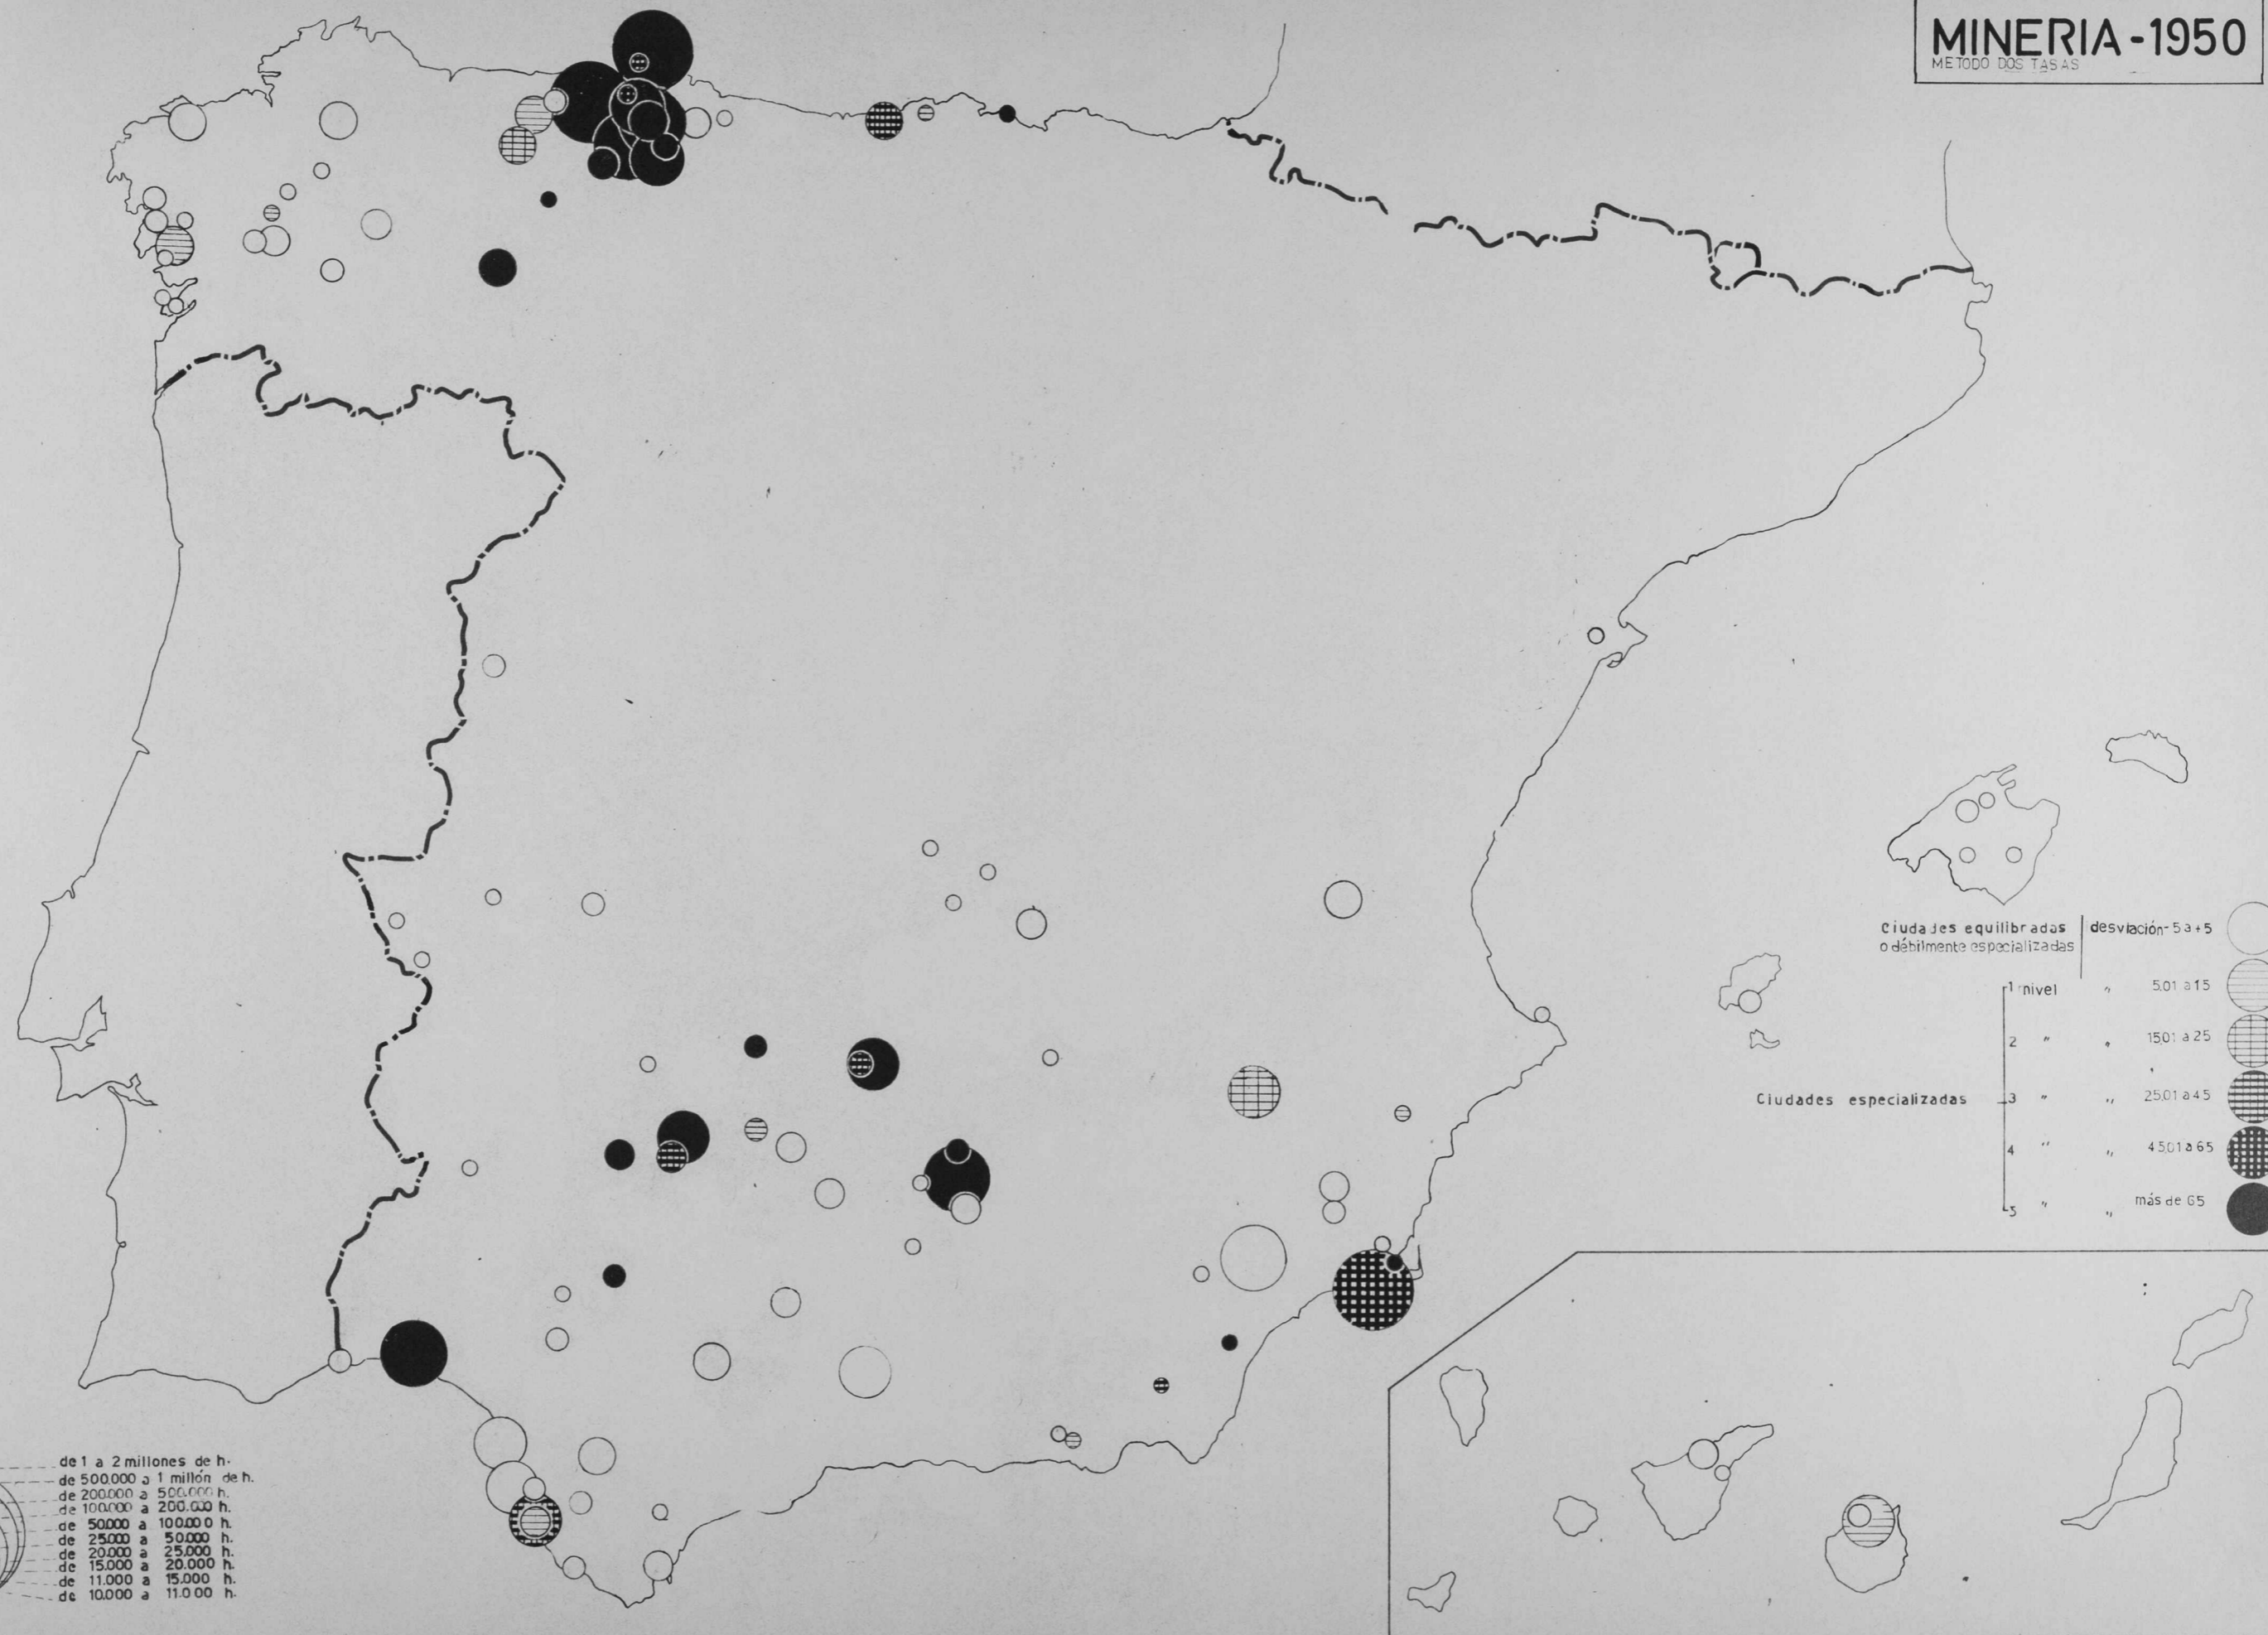 MINERIA-1950
METODO DOS TASAS
Ciudades equilibradas
o débilmente especializadas
desviación-5 a +5
1 nivel " 5,01 a 15
2 " " 15,01 a 25
Ciudades especializadas
3 " " 25,01 a 45
4 " " 45,01 a 65
5 " " más de 65
de 1 a 2 millones de h.
de 500.000 a 1 millón de h.
de 200.000 a 500.000 h.
de 100.000 a 200.000 h.
de 50.000 a 100.000 h.
de 25.000 a 50.000 h.
de 20.000 a 25.000 h.
de 15.000 a 20.000 h.
de 11.000 a 15.000 h.
de 10.000 a 11.000 h.